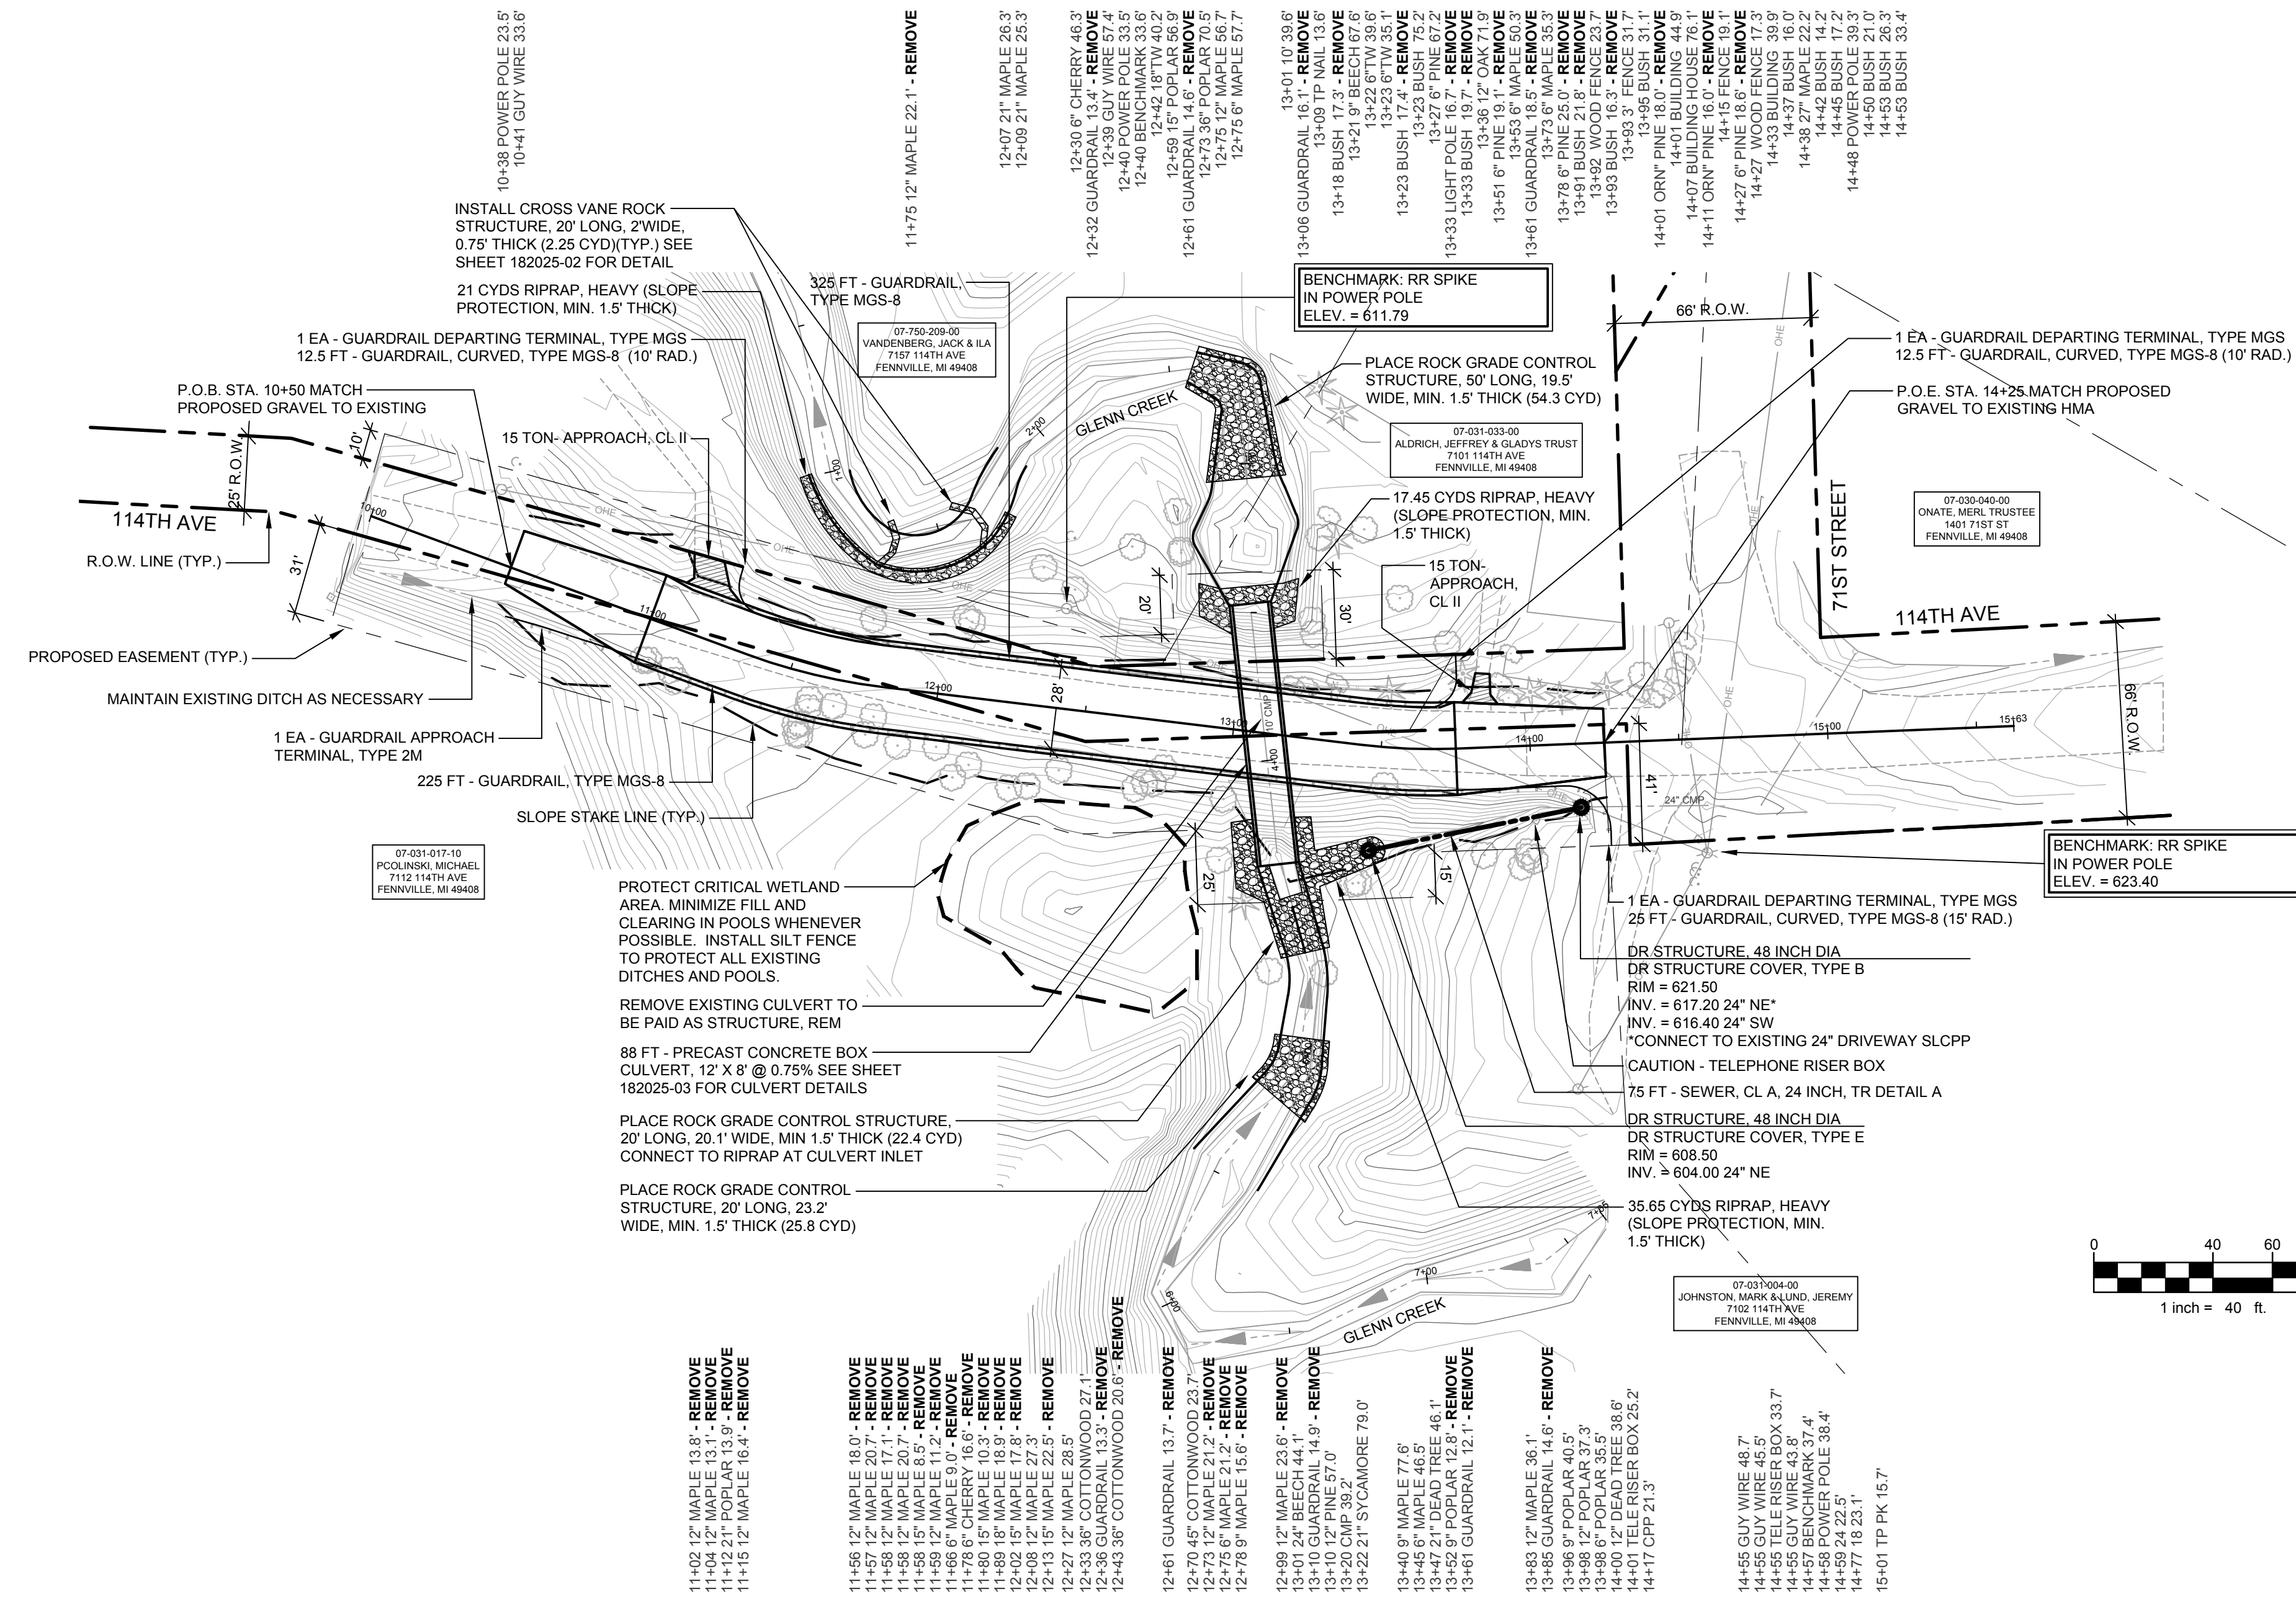 10+38 POWER POLE 23.5'
10+41 GUY WIRE 33.6'
11+75 12" MAPLE 22.1' - REMOVE
12+07 21" MAPLE 26.3'
12+09 21" MAPLE 25.3'
12+30 6" CHERRY 46.3'
12+32 GUARDRAIL 13.4' - REMOVE
12+39 GUY WIRE 57.4'
12+40 POWER POLE 33.5'
12+40 BENCHMARK 33.6'
12+42 18"TW 40.2'
12+59 15" POPLAR 56.9'
12+61 GUARDRAIL 14.6' - REMOVE
12+73 36" POPLAR 70.5'
12+75 12" MAPLE 56.7'
12+75 6" MAPLE 57.7'
13+01 10' 39.6'
13+06 GUARDRAIL 16.1' - REMOVE
13+09 TP NAIL 13.6'
13+18 BUSH 17.3' - REMOVE
13+21 9" BEECH 67.6'
13+22 6"TW 39.6'
13+23 6"TW 35.1'
13+23 BUSH 17.4' - REMOVE
13+23 BUSH 75.2'
13+27 6" PINE 67.2'
13+33 LIGHT POLE 16.7' - REMOVE
13+33 BUSH 19.7' - REMOVE
13+36 12" OAK 71.9'
13+51 6" PINE 19.1' - REMOVE
13+53 6" MAPLE 50.3'
13+61 GUARDRAIL 18.5' - REMOVE
13+73 6" MAPLE 35.3'
13+78 6" PINE 25.0' - REMOVE
13+91 BUSH 21.8' - REMOVE
13+92 WOOD FENCE 23.7'
13+93 BUSH 16.3' - REMOVE
13+93 3' FENCE 31.7'
13+95 BUSH 31.1'
14+01 ORN" PINE 18.0' - REMOVE
14+01 BUILDING 44.9'
14+07 BUILDING HOUSE 76.1'
14+11 ORN" PINE 16.0' - REMOVE
14+15 FENCE 19.1'
14+27 6" PINE 18.6' - REMOVE
14+27 WOOD FENCE 17.3'
14+33 BUILDING 39.9'
14+37 BUSH 16.0'
14+38 27" MAPLE 22.2'
14+42 BUSH 14.2'
14+45 BUSH 17.2'
14+48 POWER POLE 39.3'
14+50 BUSH 21.0'
14+53 BUSH 26.3'
14+53 BUSH 33.4'
INSTALL CROSS VANE ROCK
STRUCTURE, 20' LONG, 2'WIDE,
0.75' THICK (2.25 CYD)(TYP.) SEE
SHEET 182025-02 FOR DETAIL
21 CYDS RIPRAP, HEAVY (SLOPE
PROTECTION, MIN. 1.5' THICK)
1 EA - GUARDRAIL DEPARTING TERMINAL, TYPE MGS
12.5 FT - GUARDRAIL, CURVED, TYPE MGS-8 (10' RAD.)
P.O.B. STA. 10+50 MATCH
PROPOSED GRAVEL TO EXISTING
15 TON- APPROACH, CL II
325 FT - GUARDRAIL,
TYPE MGS-8
07-750-209-00
VANDENBERG, JACK & ILA
7157 114TH AVE
FENNVILLE, MI 49408
BENCHMARK: RR SPIKE
IN POWER POLE
ELEV. = 611.79
PLACE ROCK GRADE CONTROL
STRUCTURE, 50' LONG, 19.5'
WIDE, MIN. 1.5' THICK (54.3 CYD)
07-031-033-00
ALDRICH, JEFFREY & GLADYS TRUST
7101 114TH AVE
FENNVILLE, MI 49408
17.45 CYDS RIPRAP, HEAVY
(SLOPE PROTECTION, MIN.
1.5' THICK)
15 TON-
APPROACH,
CL II
66' R.O.W.
1 EA - GUARDRAIL DEPARTING TERMINAL, TYPE MGS
12.5 FT - GUARDRAIL, CURVED, TYPE MGS-8 (10' RAD.)
P.O.E. STA. 14+25 MATCH PROPOSED
GRAVEL TO EXISTING HMA
07-030-040-00
ONATE, MERL TRUSTEE
1401 71ST ST
FENNVILLE, MI 49408
71ST STREET
114TH AVE
66' R.O.W.
GLENN CREEK
1+00
2+00
OHE
OHE
OHE
OHE
OHE
OHE
OHE
OHE
OHE
OHE
OHE
25' R.O.W.
10'
31'
114TH AVE
R.O.W. LINE (TYP.)
PROPOSED EASEMENT (TYP.)
MAINTAIN EXISTING DITCH AS NECESSARY
1 EA - GUARDRAIL APPROACH
TERMINAL, TYPE 2M
225 FT - GUARDRAIL, TYPE MGS-8
SLOPE STAKE LINE (TYP.)
10+00
11+00
12+00
13+00
14+00
15+00
15+63
28'
20'
30'
10' CMP
4+00
25'
15'
41'
24" CMP
07-031-017-10
PCOLINSKI, MICHAEL
7112 114TH AVE
FENNVILLE, MI 49408
PROTECT CRITICAL WETLAND
AREA. MINIMIZE FILL AND
CLEARING IN POOLS WHENEVER
POSSIBLE. INSTALL SILT FENCE
TO PROTECT ALL EXISTING
DITCHES AND POOLS.
REMOVE EXISTING CULVERT TO
BE PAID AS STRUCTURE, REM
88 FT - PRECAST CONCRETE BOX
CULVERT, 12' X 8' @ 0.75% SEE SHEET
182025-03 FOR CULVERT DETAILS
PLACE ROCK GRADE CONTROL STRUCTURE,
20' LONG, 20.1' WIDE, MIN 1.5' THICK (22.4 CYD)
CONNECT TO RIPRAP AT CULVERT INLET
PLACE ROCK GRADE CONTROL
STRUCTURE, 20' LONG, 23.2'
WIDE, MIN. 1.5' THICK (25.8 CYD)
BENCHMARK: RR SPIKE
IN POWER POLE
ELEV. = 623.40
1 EA - GUARDRAIL DEPARTING TERMINAL, TYPE MGS
25 FT - GUARDRAIL, CURVED, TYPE MGS-8 (15' RAD.)
DR STRUCTURE, 48 INCH DIA
DR STRUCTURE COVER, TYPE B
RIM = 621.50
INV. = 617.20 24" NE*
INV. = 616.40 24" SW
*CONNECT TO EXISTING 24" DRIVEWAY SLCPP
CAUTION - TELEPHONE RISER BOX
75 FT - SEWER, CL A, 24 INCH, TR DETAIL A
DR STRUCTURE, 48 INCH DIA
DR STRUCTURE COVER, TYPE E
RIM = 608.50
INV. = 604.00 24" NE
35.65 CYDS RIPRAP, HEAVY
(SLOPE PROTECTION, MIN.
1.5' THICK)
07-031-004-00
JOHNSTON, MARK & LUND, JEREMY
7102 114TH AVE
FENNVILLE, MI 49408
6+00
7+00
GLENN CREEK
0 40 60
1 inch = 40 ft.
11+02 12" MAPLE 13.8' - REMOVE
11+04 12" MAPLE 13.1' - REMOVE
11+12 21" POPLAR 13.9' - REMOVE
11+15 12" MAPLE 16.4' - REMOVE
11+56 12" MAPLE 18.0' - REMOVE
11+57 12" MAPLE 20.7' - REMOVE
11+58 12" MAPLE 17.1' - REMOVE
11+58 12" MAPLE 20.7' - REMOVE
11+58 15" MAPLE 8.5' - REMOVE
11+59 12" MAPLE 11.2' - REMOVE
11+66 6" MAPLE 9.0' - REMOVE
11+78 6" CHERRY 16.6' - REMOVE
11+80 15" MAPLE 10.3' - REMOVE
11+89 18" MAPLE 18.9' - REMOVE
12+02 15" MAPLE 17.8' - REMOVE
12+08 12" MAPLE 27.3'
12+13 15" MAPLE 22.5' - REMOVE
12+27 12" MAPLE 28.5'
12+33 36" COTTONWOOD 27.1'
12+36 GUARDRAIL 13.3' - REMOVE
12+43 36" COTTONWOOD 20.6' - REMOVE
12+61 GUARDRAIL 13.7' - REMOVE
12+70 45" COTTONWOOD 23.7'
12+73 12" MAPLE 21.2' - REMOVE
12+75 6" MAPLE 21.2' - REMOVE
12+78 9" MAPLE 15.6' - REMOVE
12+99 12" MAPLE 23.6' - REMOVE
13+01 24" BEECH 44.1'
13+10 GUARDRAIL 14.9' - REMOVE
13+10 12" PINE 57.0'
13+20 CMP 39.2'
13+22 21" SYCAMORE 79.0'
13+40 9" MAPLE 77.6'
13+45 6" MAPLE 46.5'
13+47 21" DEAD TREE 46.1'
13+52 9" POPLAR 12.8' - REMOVE
13+61 GUARDRAIL 12.1' - REMOVE
13+83 12" MAPLE 36.1'
13+85 GUARDRAIL 14.6' - REMOVE
13+96 9" POPLAR 40.5'
13+98 12" POPLAR 37.3'
13+98 6" POPLAR 35.5'
14+00 12" DEAD TREE 38.6'
14+01 TELE RISER BOX 25.2'
14+17 CPP 21.3'
14+55 GUY WIRE 48.7'
14+55 GUY WIRE 45.5'
14+55 TELE RISER BOX 33.7'
14+55 GUY WIRE 43.8'
14+57 BENCHMARK 37.4'
14+58 POWER POLE 38.4'
14+59 24 22.5'
14+77 18 23.1'
15+01 TP PK 15.7'